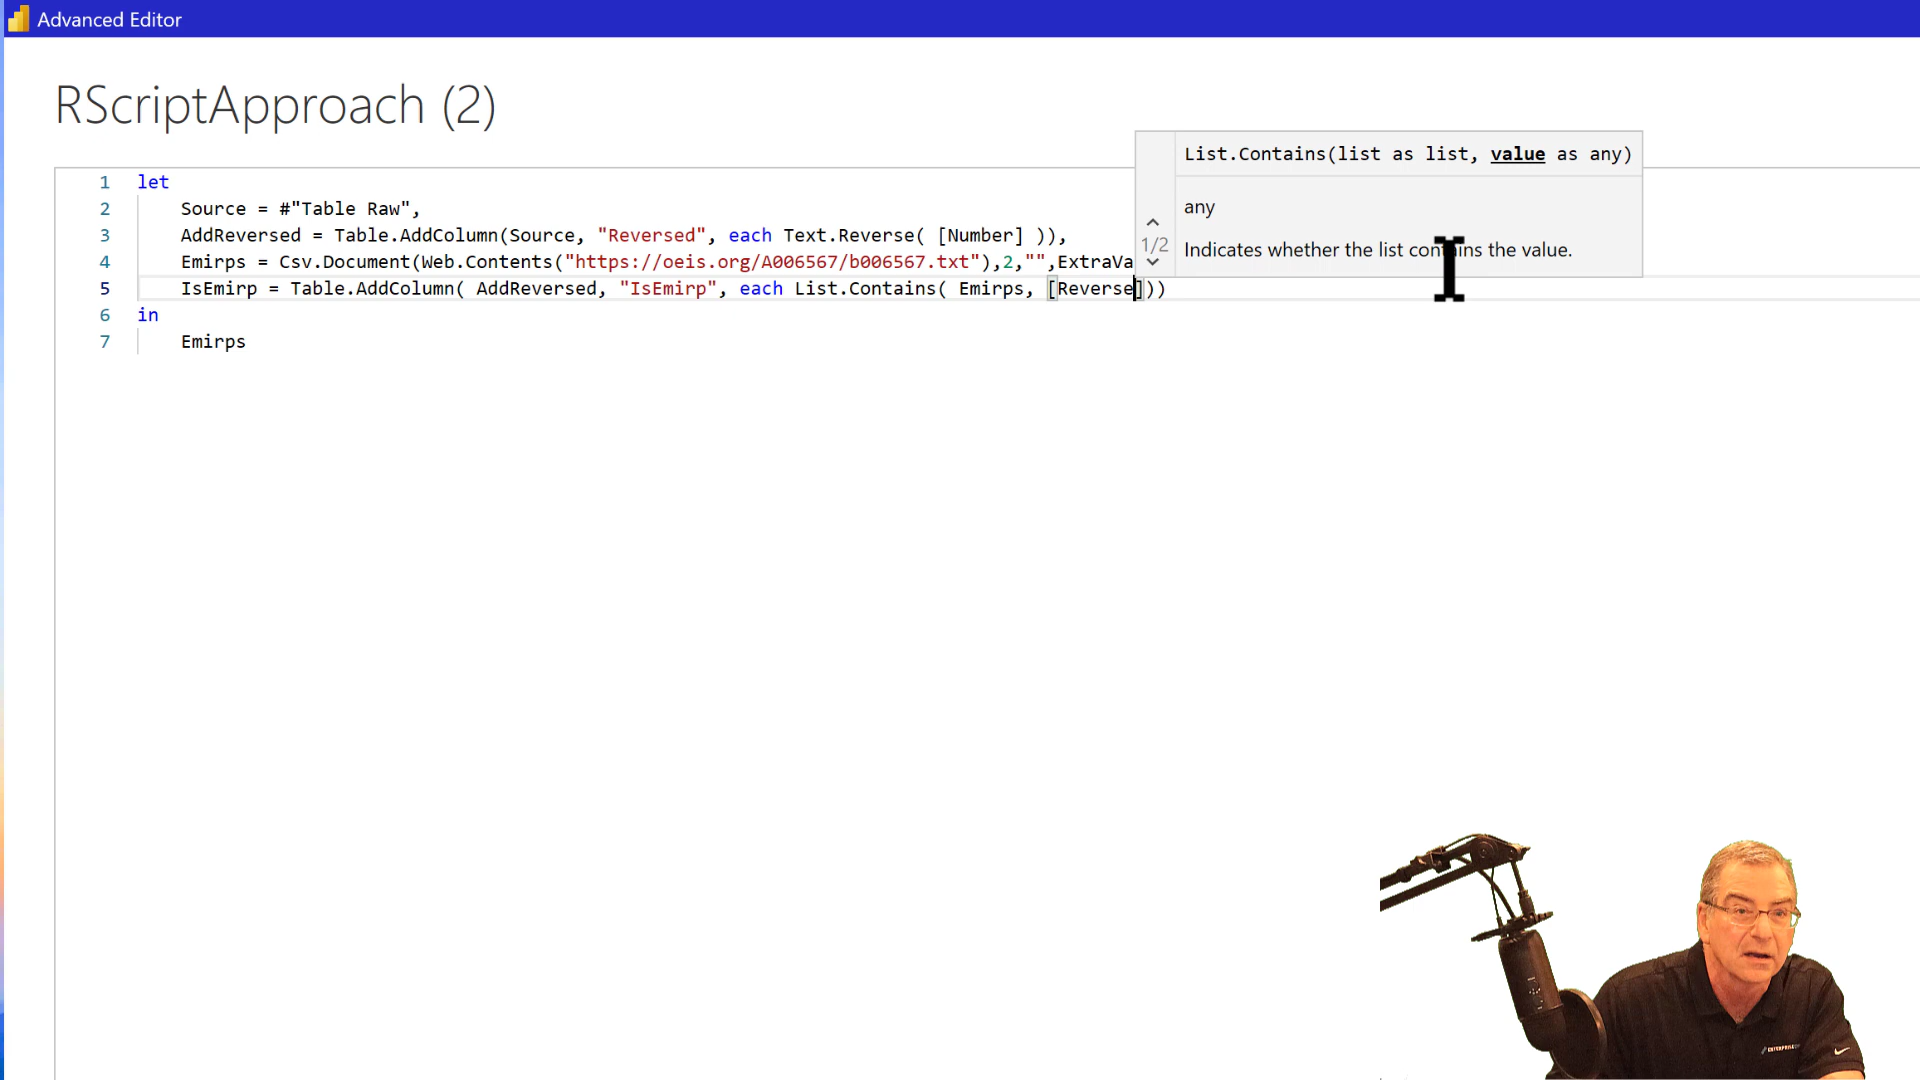 Advanced Editor
RScriptApproach (2)
List.Contains(list as list, value as any)
any
1/2
Indicates whether the list contains the value.
1 let
2 Source = #"Table Raw",
3 AddReversed = Table.AddColumn(Source, "Reversed", each Text.Reverse( [Number] )),
4 Emirps = Csv.Document(Web.Contents("https://oeis.org/A006567/b006567.txt"),2,"",ExtraVa
5 IsEmirp = Table.AddColumn( AddReversed, "IsEmirp", each List.Contains( Emirps, [Reverse]))
6 in
7 Emirps